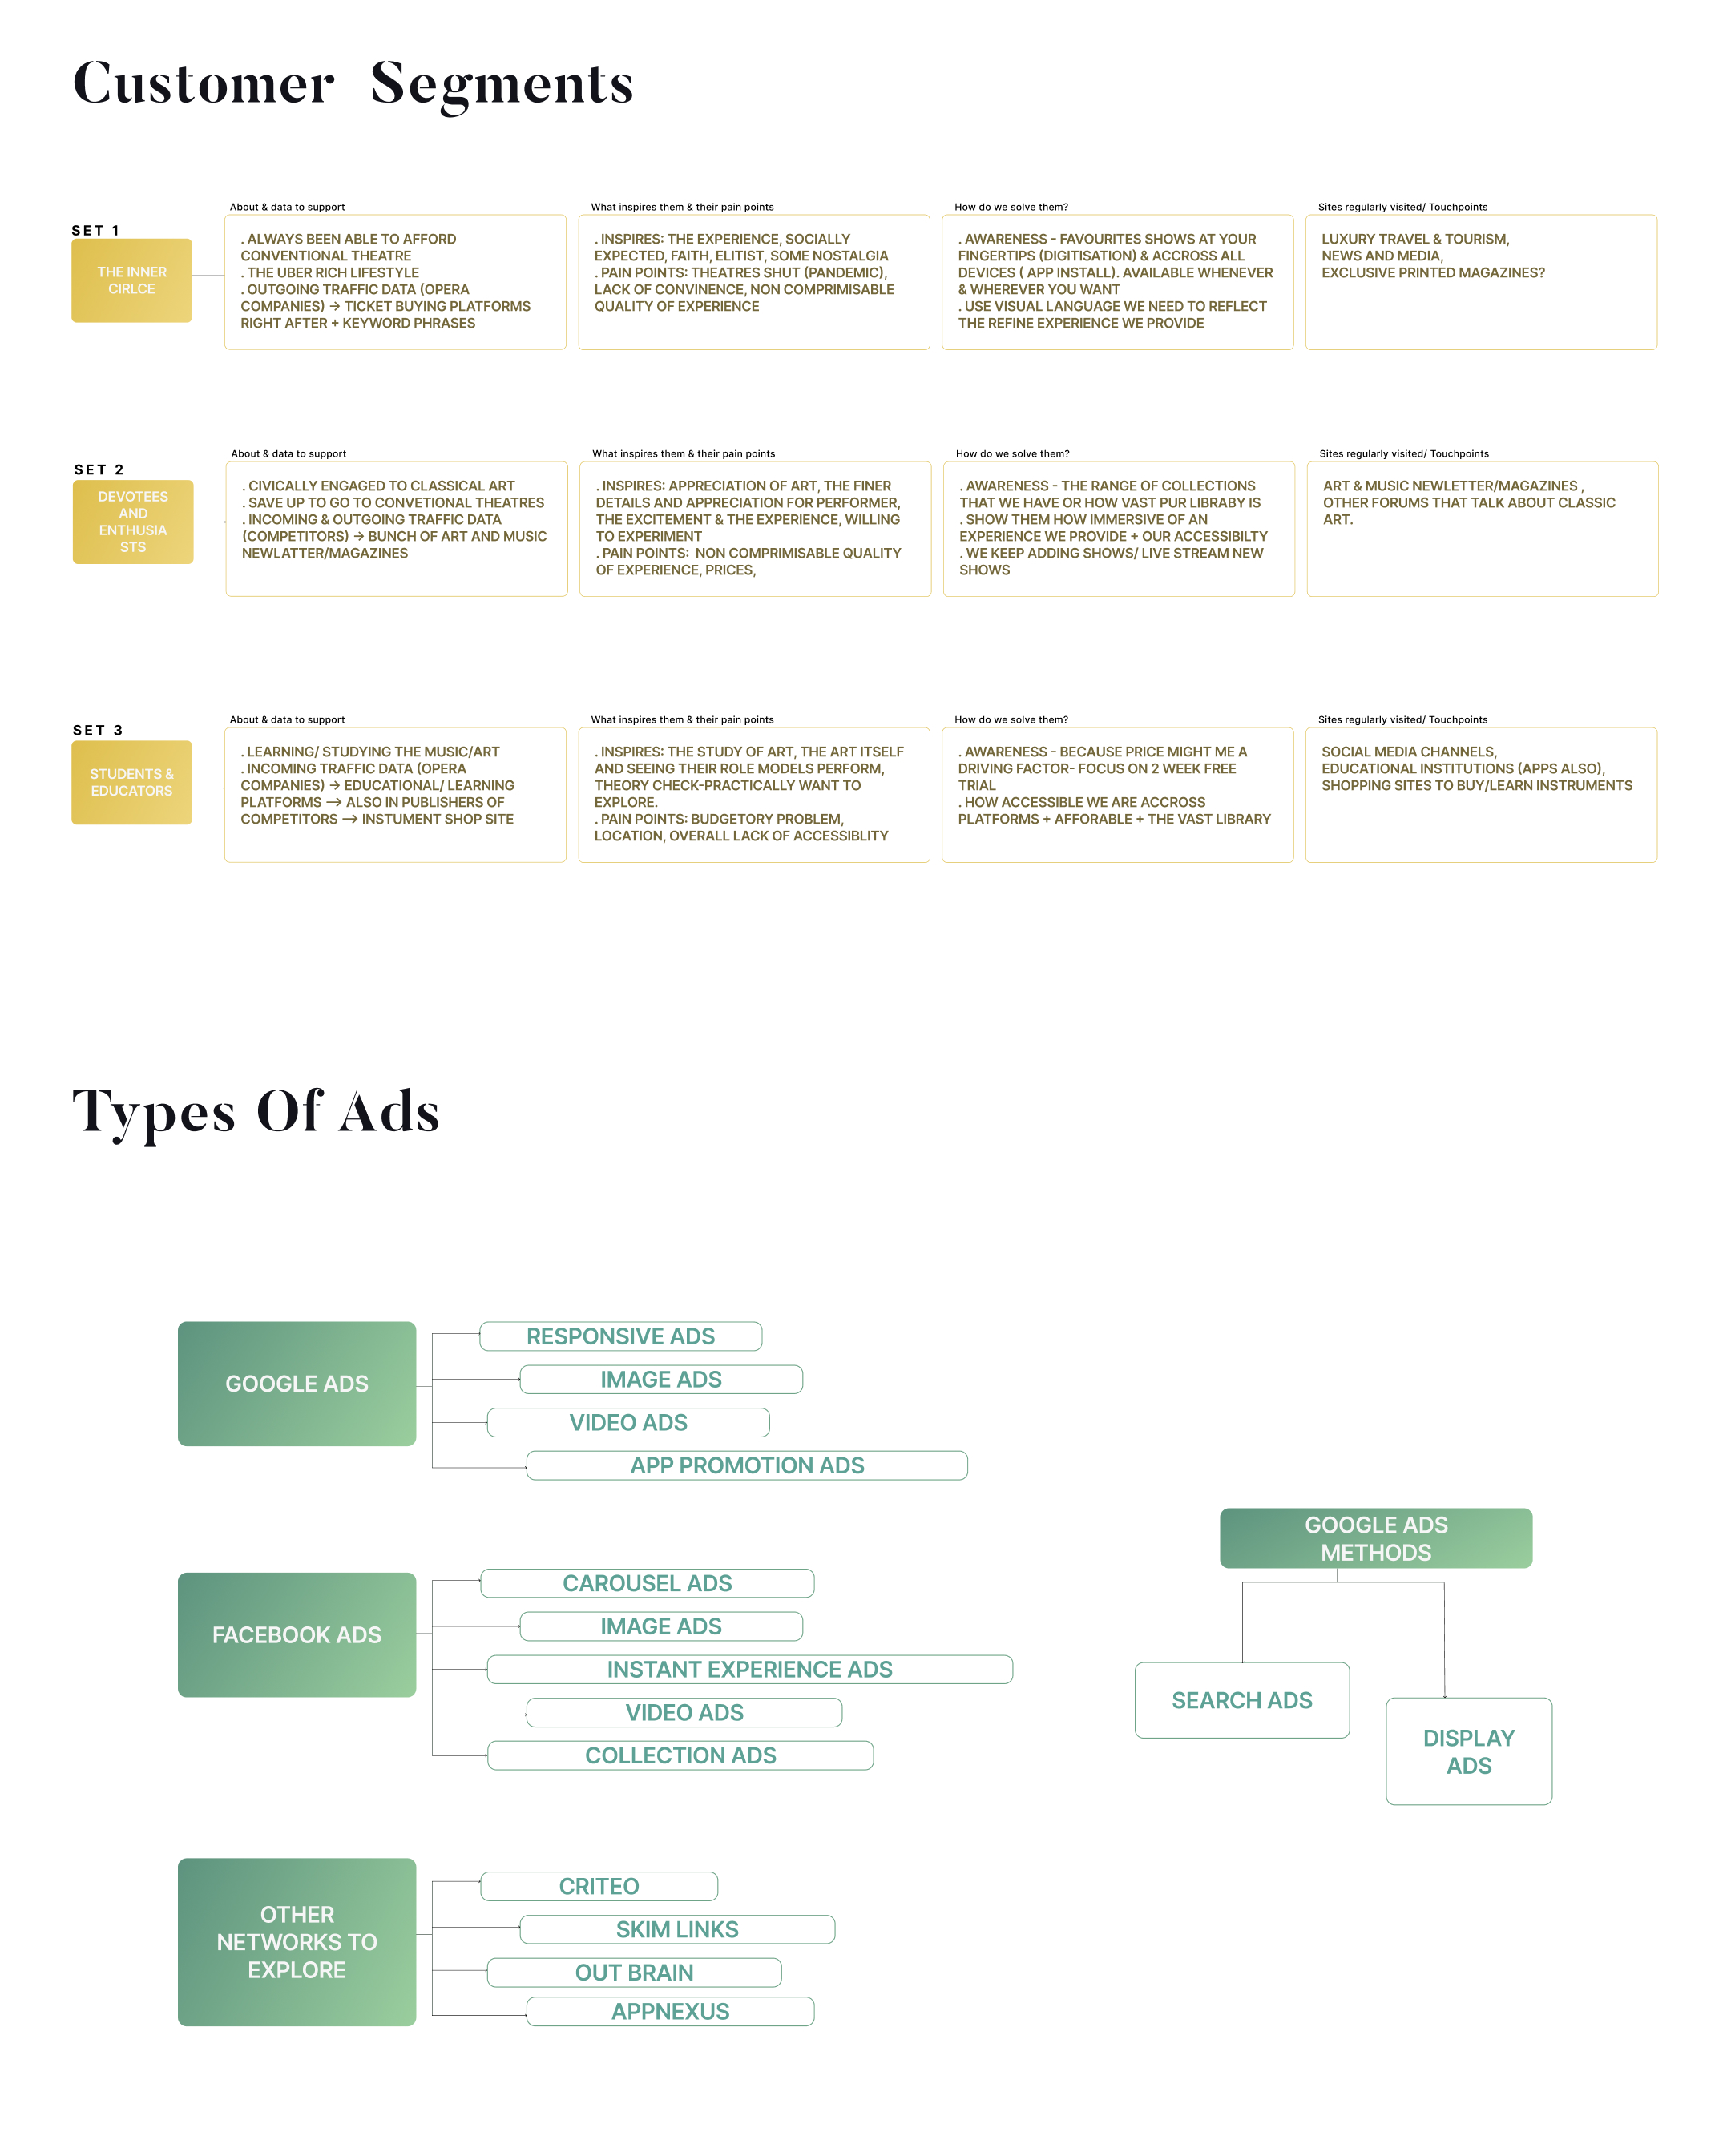 Customer Segments
SET 1
THE INNER
CIRLCE
About & data to support
. ALWAYS BEEN ABLE TO AFFORD
CONVENTIONAL THEATRE
. THE UBER RICH LIFESTYLE
. OUTGOING TRAFFIC DATA (OPERA
COMPANIES) → TICKET BUYING PLATFORMS
RIGHT AFTER + KEYWORD PHRASES
What inspires them & their pain points
. INSPIRES: THE EXPERIENCE, SOCIALLY
EXPECTED, FAITH, ELITIST, SOME NOSTALGIA
. PAIN POINTS: THEATRES SHUT (PANDEMIC),
LACK OF CONVINENCE, NON COMPRIMISABLE
QUALITY OF EXPERIENCE
How do we solve them?
. AWARENESS - FAVOURITES SHOWS AT YOUR
FINGERTIPS (DIGITISATION) & ACCROSS ALL
DEVICES ( APP INSTALL). AVAILABLE WHENEVER
& WHEREVER YOU WANT
. USE VISUAL LANGUAGE WE NEED TO REFLECT
THE REFINE EXPERIENCE WE PROVIDE
Sites regularly visited/ Touchpoints
LUXURY TRAVEL & TOURISM,
NEWS AND MEDIA,
EXCLUSIVE PRINTED MAGAZINES?
SET 2
DEVOTEES
AND
ENTHUSIA
STS
About & data to support
. CIVICALLY ENGAGED TO CLASSICAL ART
. SAVE UP TO GO TO CONVETIONAL THEATRES
. INCOMING & OUTGOING TRAFFIC DATA
(COMPETITORS) → BUNCH OF ART AND MUSIC
NEWLATTER/MAGAZINES
What inspires them & their pain points
. INSPIRES: APPRECIATION OF ART, THE FINER
DETAILS AND APPRECIATION FOR PERFORMER,
THE EXCITEMENT & THE EXPERIENCE, WILLING
TO EXPERIMENT
. PAIN POINTS:  NON COMPRIMISABLE QUALITY
OF EXPERIENCE, PRICES,
How do we solve them?
. AWARENESS - THE RANGE OF COLLECTIONS
THAT WE HAVE OR HOW VAST PUR LIBRABY IS
. SHOW THEM HOW IMMERSIVE OF AN
EXPERIENCE WE PROVIDE + OUR ACCESSIBILTY
. WE KEEP ADDING SHOWS/ LIVE STREAM NEW
SHOWS
Sites regularly visited/ Touchpoints
ART & MUSIC NEWLETTER/MAGAZINES ,
OTHER FORUMS THAT TALK ABOUT CLASSIC
ART.
SET 3
STUDENTS &
EDUCATORS
About & data to support
. LEARNING/ STUDYING THE MUSIC/ART
. INCOMING TRAFFIC DATA (OPERA
COMPANIES) → EDUCATIONAL/ LEARNING
PLATFORMS ⟶ ALSO IN PUBLISHERS OF
COMPETITORS ⟶ INSTUMENT SHOP SITE
What inspires them & their pain points
. INSPIRES: THE STUDY OF ART, THE ART ITSELF
AND SEEING THEIR ROLE MODELS PERFORM,
THEORY CHECK-PRACTICALLY WANT TO
EXPLORE.
. PAIN POINTS: BUDGETORY PROBLEM,
LOCATION, OVERALL LACK OF ACCESSIBLITY
How do we solve them?
. AWARENESS - BECAUSE PRICE MIGHT ME A
DRIVING FACTOR- FOCUS ON 2 WEEK FREE
TRIAL
. HOW ACCESSIBLE WE ARE ACCROSS
PLATFORMS + AFFORABLE + THE VAST LIBRARY
Sites regularly visited/ Touchpoints
SOCIAL MEDIA CHANNELS,
EDUCATIONAL INSTITUTIONS (APPS ALSO),
SHOPPING SITES TO BUY/LEARN INSTRUMENTS
Types Of Ads
GOOGLE ADS
RESPONSIVE ADS
IMAGE ADS
VIDEO ADS
APP PROMOTION ADS
FACEBOOK ADS
CAROUSEL ADS
IMAGE ADS
INSTANT EXPERIENCE ADS
VIDEO ADS
COLLECTION ADS
GOOGLE ADS
METHODS
SEARCH ADS
DISPLAY
ADS
OTHER
NETWORKS TO
EXPLORE
CRITEO
SKIM LINKS
OUT BRAIN
APPNEXUS